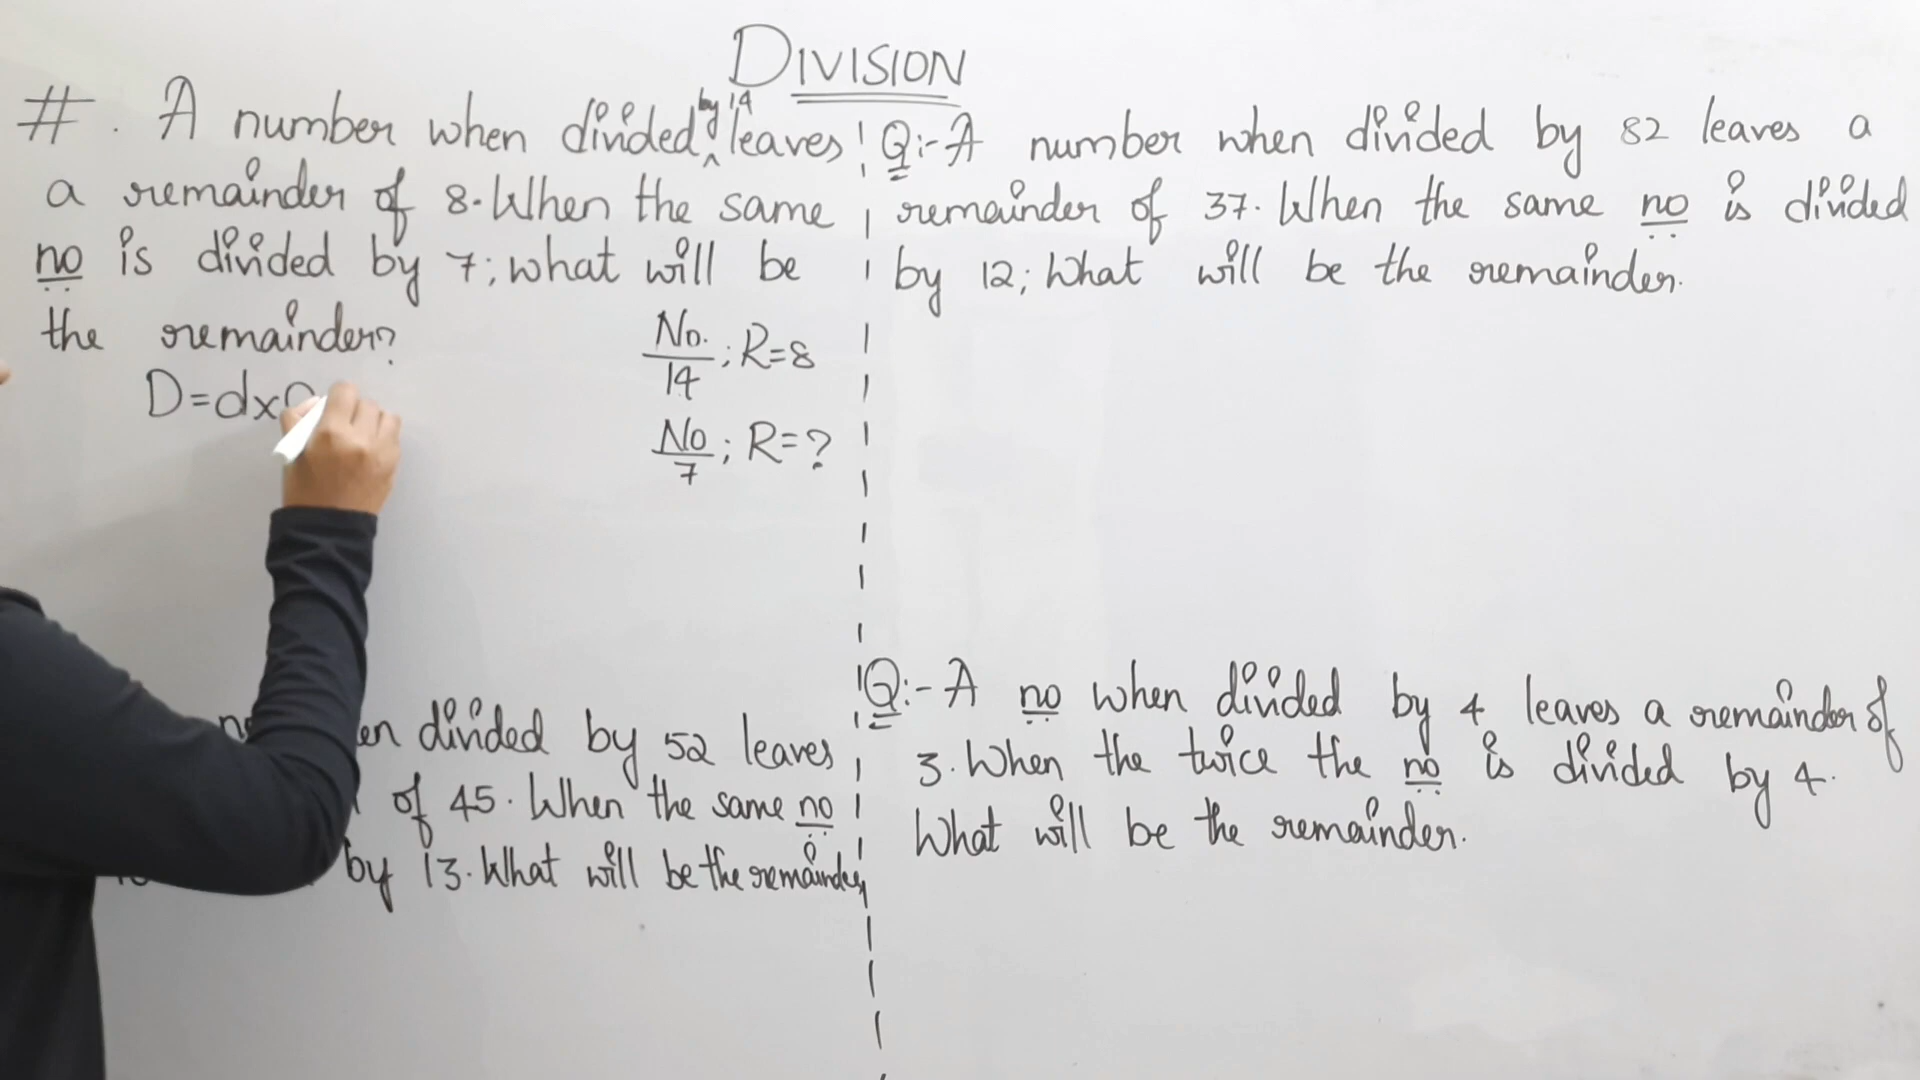 DIVISION
#. A number when divided by 14 leaves
a remainder of 8. When the same
no is divided by 7; what will be
the remainder?
No./14 ; R=8
No/7 ; R=?
D=dx
Q:- A number when divided by 82 leaves a
remainder of 37. When the same no is divided
by 12; What will be the remainder.
divided by 52 leaves
of 45. When the same no
by 13. What will be the remainder
Q:- A no when divided by 4 leaves a remainder of
3. When the twice the no is divided by 4.
What will be the remainder.